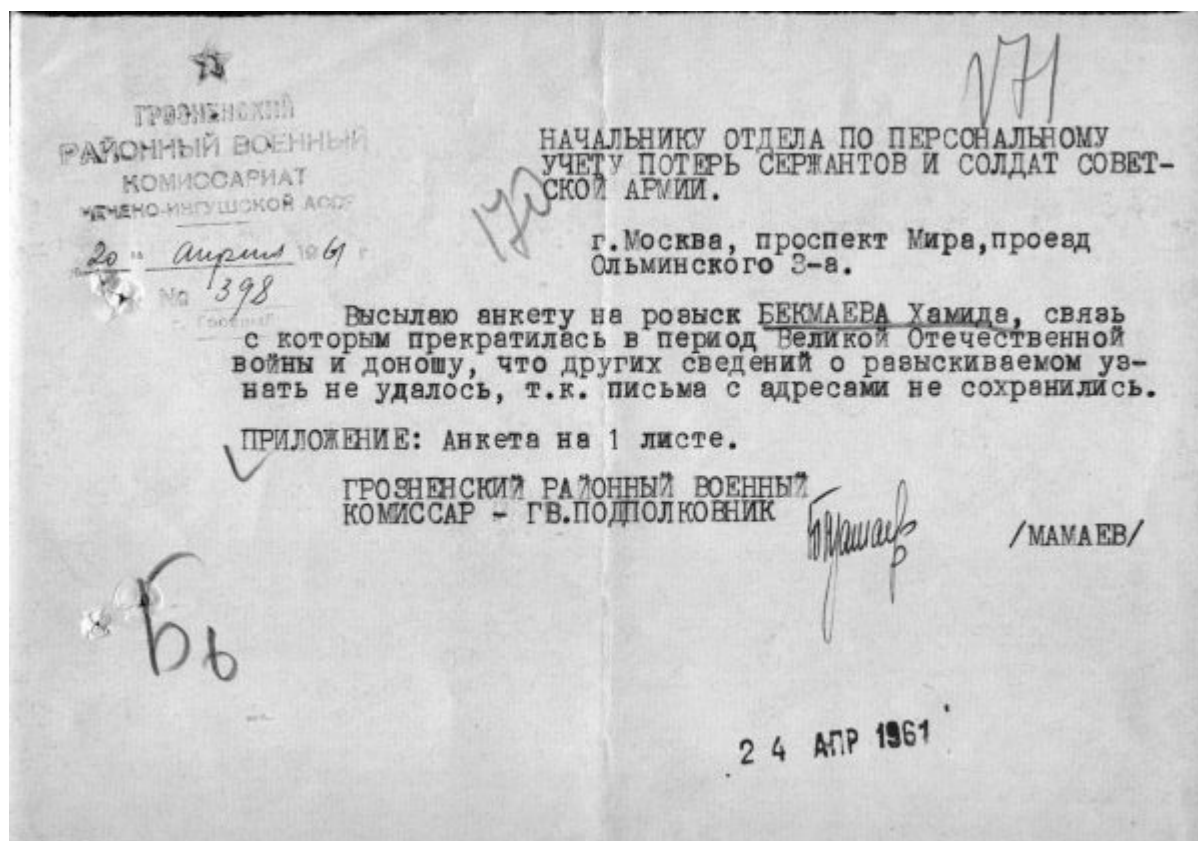 ГРОЗНЕНСКИЙ
РАЙОННЫЙ ВОЕННЫЙ
КОМИССАРИАТ
ЧЕЧЕНО-ИНГУШСКОЙ АССР
20 " апреля 1961 г.
№ 398
г. Грозный
171
170
НАЧАЛЬНИКУ ОТДЕЛА ПО ПЕРСОНАЛЬНОМУ
УЧЕТУ ПОТЕРЬ СЕРЖАНТОВ И СОЛДАТ СОВЕТ-
СКОЙ АРМИИ.
г.Москва, проспект Мира,проезд
Ольминского 3-а.
Высылаю анкету на розыск БЕКМАЕВА Хамида, связь
с которым прекратилась в период Великой Отечественной
войны и доношу, что других сведений о разыскиваемом уз-
нать не удалось, т.к. письма с адресами не сохранились.
ПРИЛОЖЕНИЕ: Анкета на 1 листе.
ГРОЗНЕНСКИЙ РАЙОННЫЙ ВОЕННЫЙ
КОМИССАР - ГВ.ПОДПОЛКОВНИК
/МАМАЕВ/
24 АПР 1961